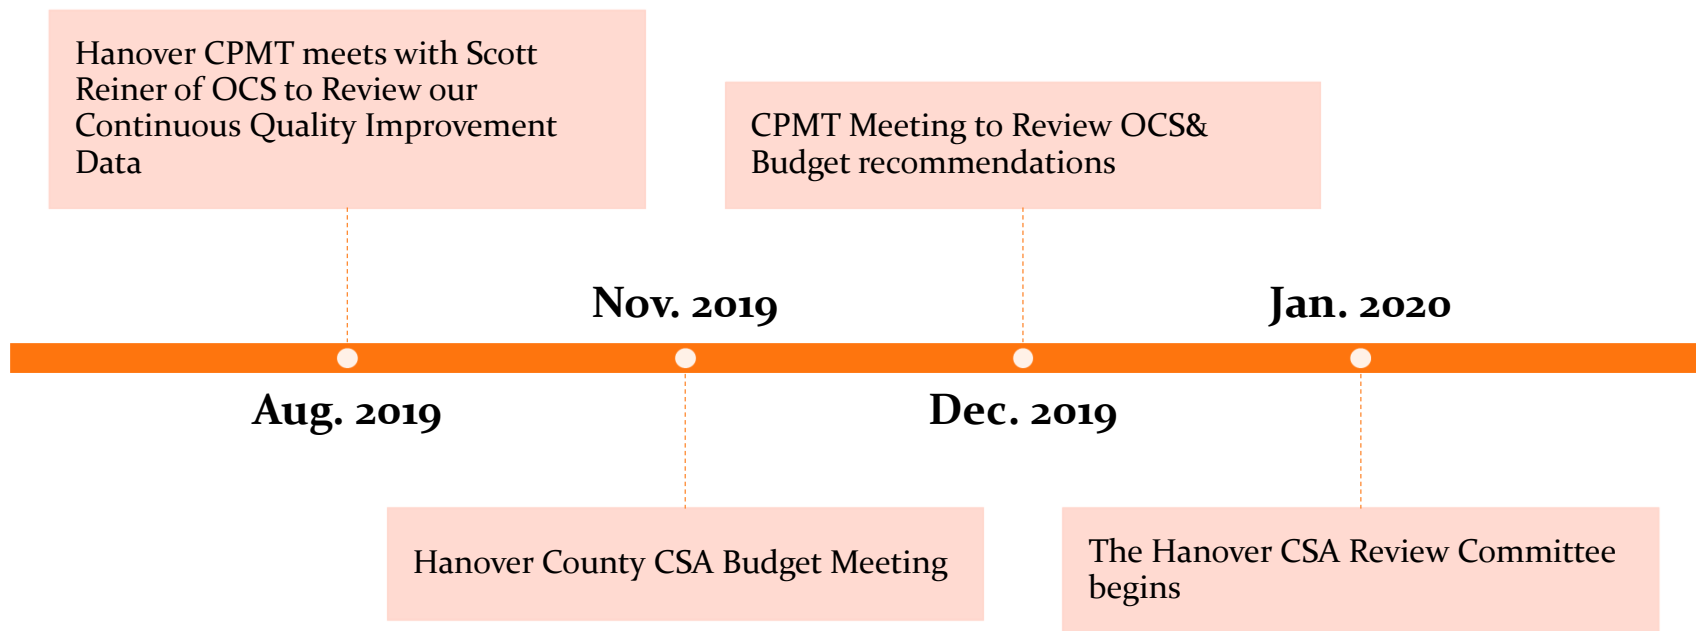 Hanover CPMT meets with Scott
Reiner of OCS to Review our
Continuous Quality Improvement
Data
CPMT Meeting to Review OCS&
Budget recommendations
Nov. 2019
Jan. 2020
Aug. 2019
Dec. 2019
Hanover County CSA Budget Meeting
The Hanover CSA Review Committee
begins